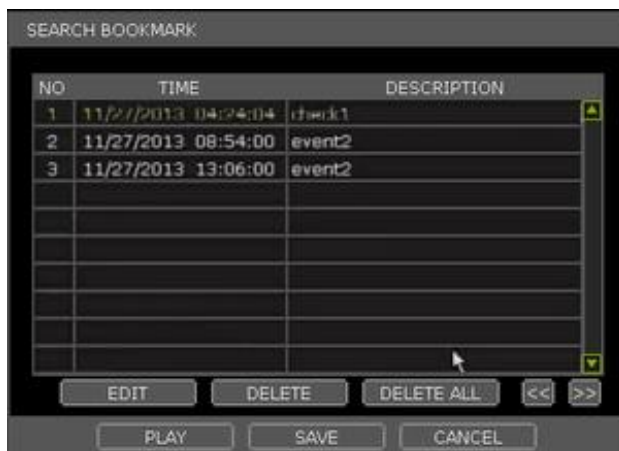 SEARCH BOOKMARK
NO TIME DESCRIPTION
1 11/27/2013 04:24:04 check1
2 11/27/2013 08:54:00 event2
3 11/27/2013 13:06:00 event2
EDIT DELETE DELETE ALL << >>
PLAY SAVE CANCEL